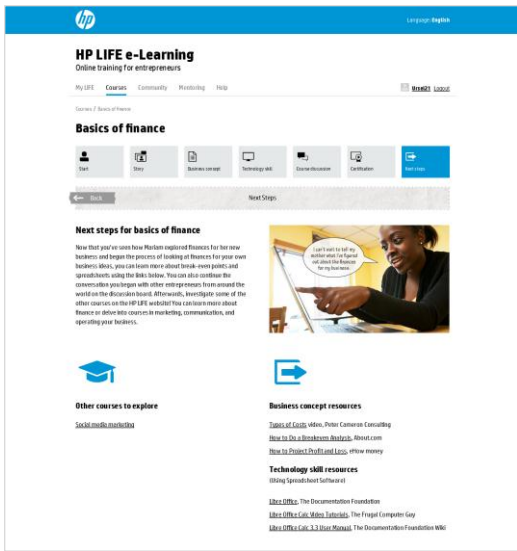 hp
Language: English
HP LIFE e-Learning
Online training for entrepreneurs
My LIFE Courses Community Mentoring Help
Logout
Courses // Basics of finance
Basics of finance
Start Story Business concept Technology skill Course discussion Certification Next steps
Back
Next Steps
Next steps for basics of finance
Now that you've seen how Mariam explored finances for her new
business and begun the process of looking at finances for your own
business ideas, you can learn more about break-even points and
spreadsheets using the links below. You can also continue the
conversation you began with other entrepreneurs from around the
world on the discussion board. Afterwards, investigate some of the
other courses on the HP LIFE website! You can learn more about
finance or delve into courses in marketing, communication, and
operating your business.
I can't wait to tell my
mother what I've figured
out about the finances
for my business.
Other courses to explore
Social media marketing
Business concept resources
Types of Costs video, Peter Cameron Consulting
How to Do a Breakeven Analysis, About.com
How to Project Profit and Loss, eHow money
Technology skill resources
(Using Spreadsheet Software)
Libre Office, The Documentation Foundation
Libre Office Calc Video Tutorials, The Frugal Computer Guy
Libre Office Calc 3.3 User Manual, The Documentation Foundation Wiki